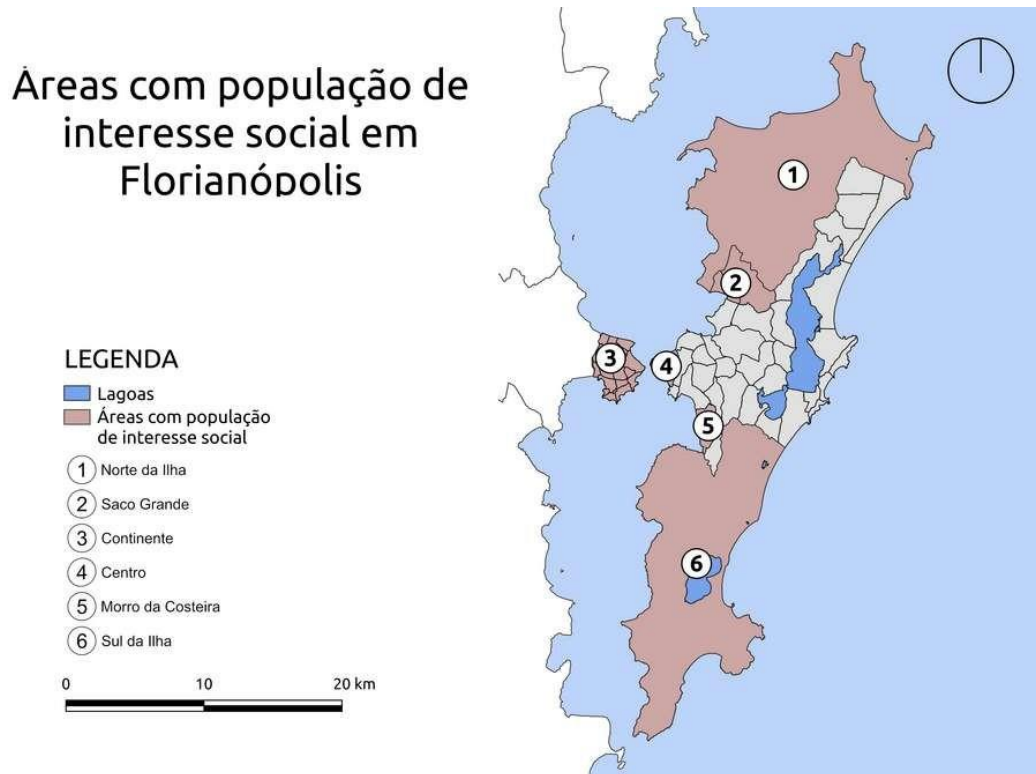 Áreas com população de
interesse social em
Florianópolis
LEGENDA
Lagoas
Áreas com população
de interesse social
1 Norte da Ilha
2 Saco Grande
3 Continente
4 Centro
5 Morro da Costeira
6 Sul da Ilha
0 10 20 km
1
2
3
4
5
6